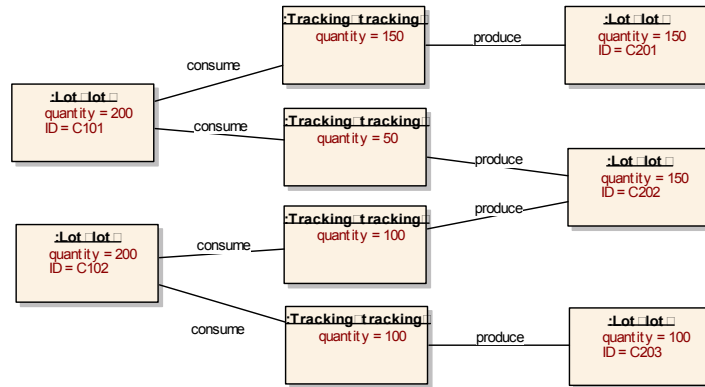 :Tracking□tracking□
quantity = 150
produce
:Lot□lot□
quantity = 150
ID = C201
consume
:Lot□lot□
quantity = 200
ID = C101
consume
:Tracking□tracking□
quantity = 50
produce
:Lot□lot□
quantity = 150
ID = C202
:Tracking□tracking□
quantity = 100
produce
:Lot□lot□
quantity = 200
ID = C102
consume
consume
:Tracking□tracking□
quantity = 100
produce
:Lot□lot□
quantity = 100
ID = C203